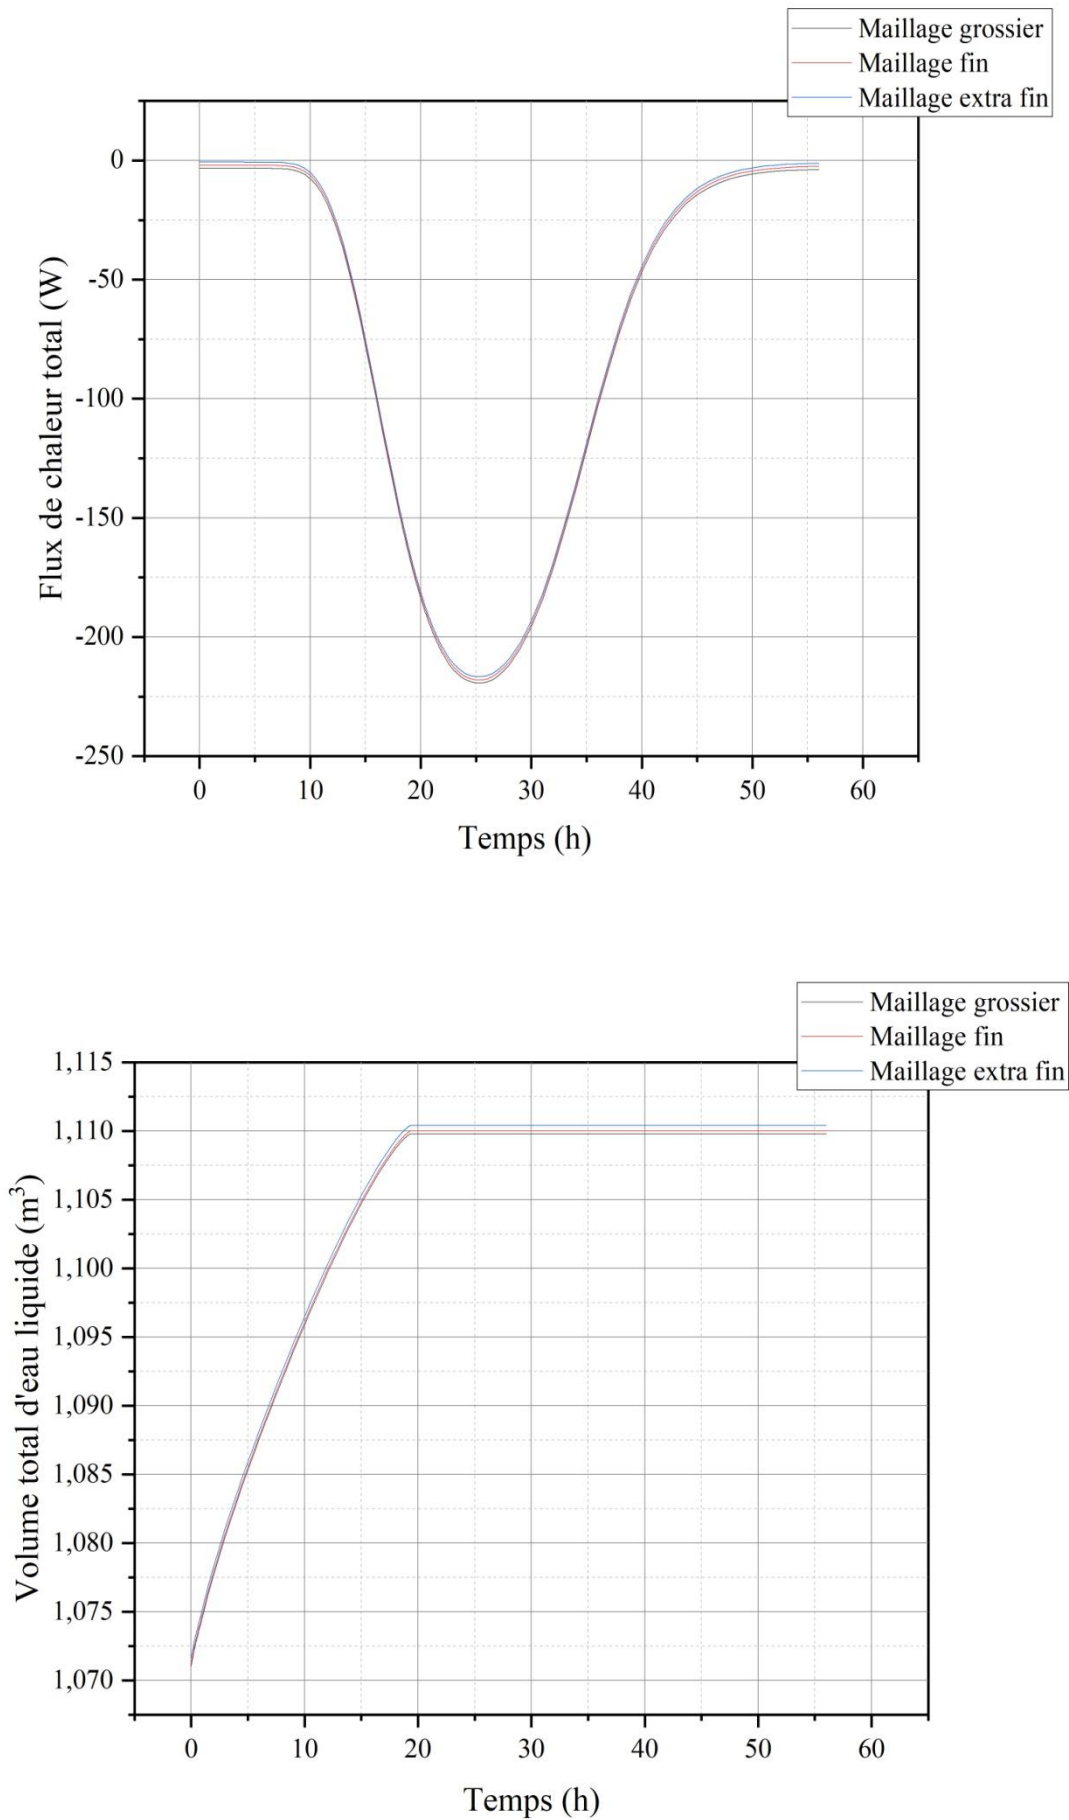 Maillage grossier
Maillage fin
Maillage extra fin
0
-50
-100
-150
-200
-250
Flux de chaleur total (W)
0 10 20 30 40 50 60
Temps (h)
Maillage grossier
Maillage fin
Maillage extra fin
1,115
1,110
1,105
1,100
1,095
1,090
1,085
1,080
1,075
1,070
Volume total d'eau liquide (m³)
0 10 20 30 40 50 60
Temps (h)